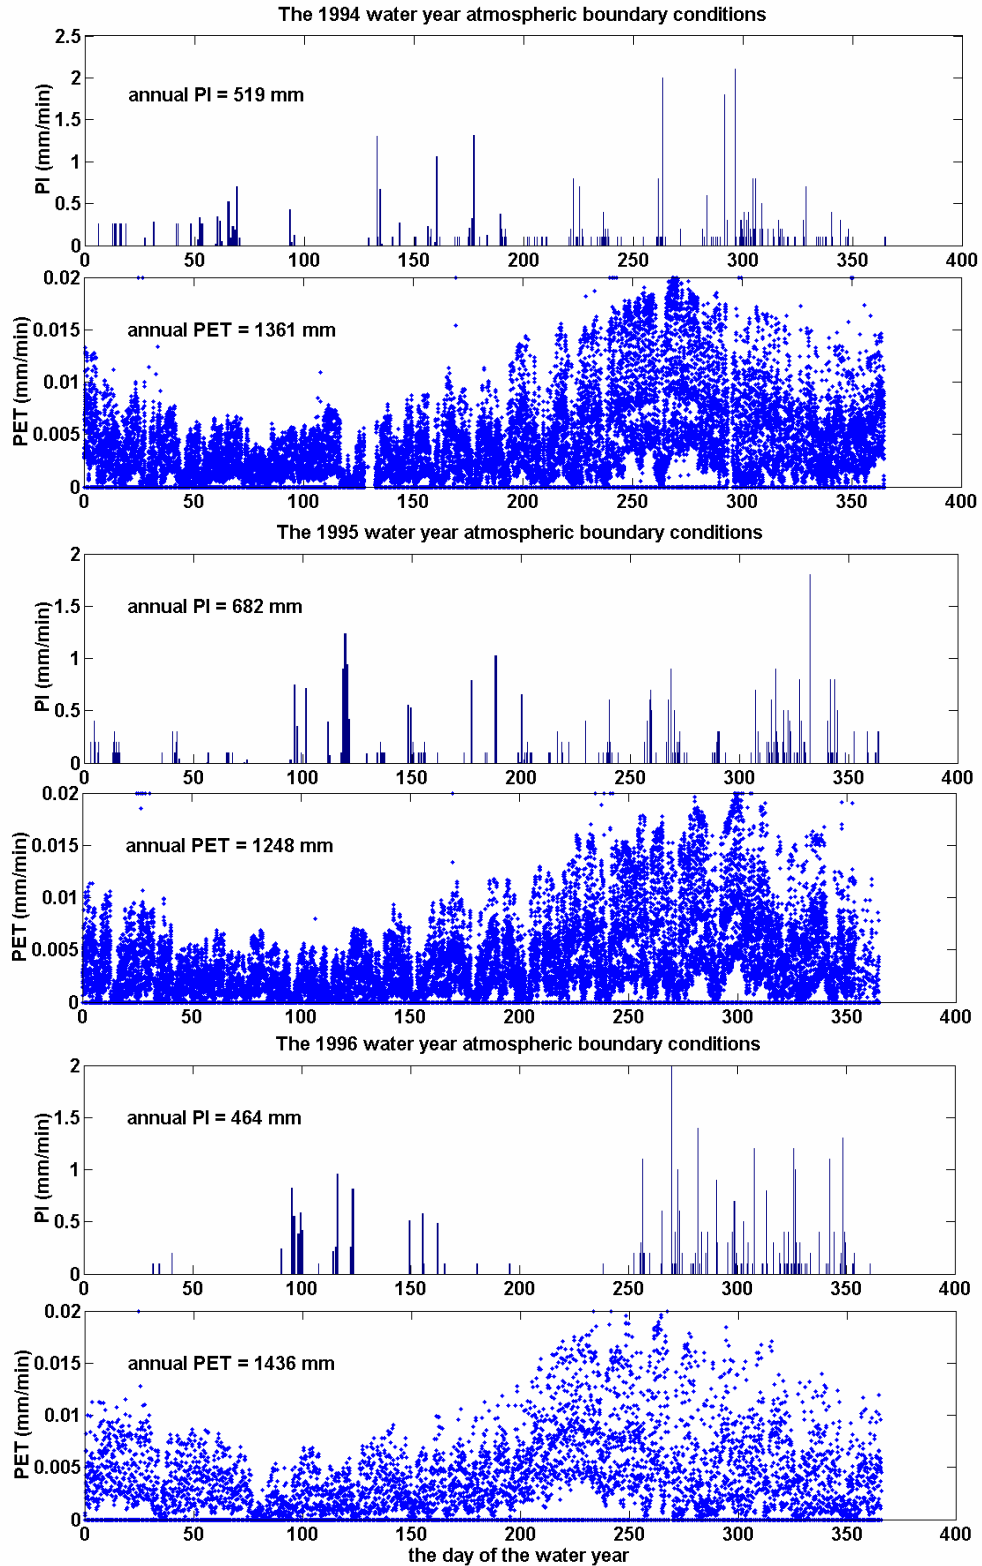 The 1994 water year atmospheric boundary conditions
2.5
2
1.5
1
0.5
0
PI (mm/min)
annual PI = 519 mm
0 50 100 150 200 250 300 350 400
0.02
0.015
0.01
0.005
0
PET (mm/min)
annual PET = 1361 mm
0 50 100 150 200 250 300 350 400
The 1995 water year atmospheric boundary conditions
2
1.5
1
0.5
0
PI (mm/min)
annual PI = 682 mm
0 50 100 150 200 250 300 350 400
0.02
0.015
0.01
0.005
0
PET (mm/min)
annual PET = 1248 mm
0 50 100 150 200 250 300 350 400
The 1996 water year atmospheric boundary conditions
2
1.5
1
0.5
0
PI (mm/min)
annual PI = 464 mm
0 50 100 150 200 250 300 350 400
0.02
0.015
0.01
0.005
0
PET (mm/min)
annual PET = 1436 mm
0 50 100 150 200 250 300 350 400
the day of the water year